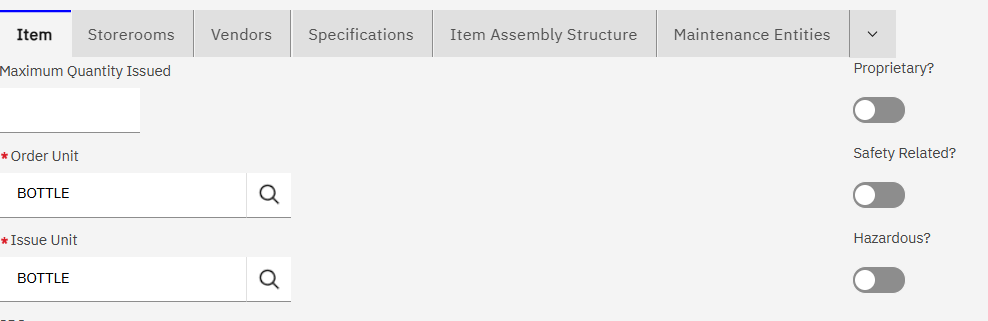 Item Storerooms Vendors Specifications Item Assembly Structure Maintenance Entities
Maximum Quantity Issued
Proprietary?
* Order Unit
Safety Related?
BOTTLE
* Issue Unit
Hazardous?
BOTTLE